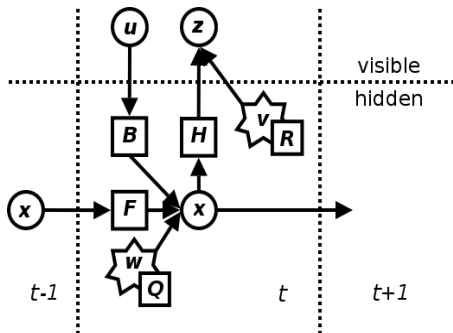 u z
visible
hidden
B H v R
x F x
w
Q
t-1 t t+1